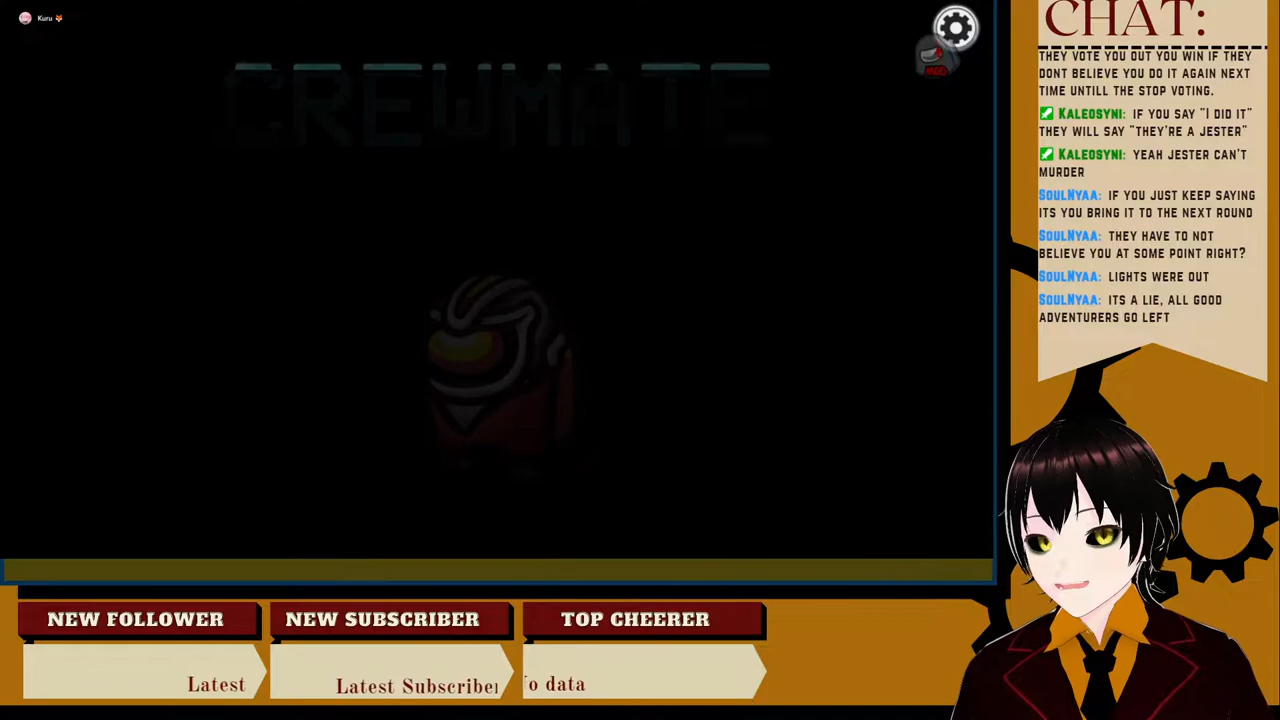 Kuru
CREWMATE
CHAT:
THEY VOTE YOU OUT YOU WIN IF THEY
DONT BELIEVE YOU DO IT AGAIN NEXT
TIME UNTILL THE STOP VOTING.
KALEOSYNI: IF YOU SAY "I DID IT"
THEY WILL SAY "THEY'RE A JESTER"
KALEOSYNI: YEAH JESTER CAN'T
MURDER
SOULNYAA: IF YOU JUST KEEP SAYING
ITS YOU BRING IT TO THE NEXT ROUND
SOULNYAA: THEY HAVE TO NOT
BELIEVE YOU AT SOME POINT RIGHT?
SOULNYAA: LIGHTS WERE OUT
SOULNYAA: ITS A LIE, ALL GOOD
ADVENTURERS GO LEFT
NEW FOLLOWER
NEW SUBSCRIBER
TOP CHEERER
Latest
Latest Subscriber
No data